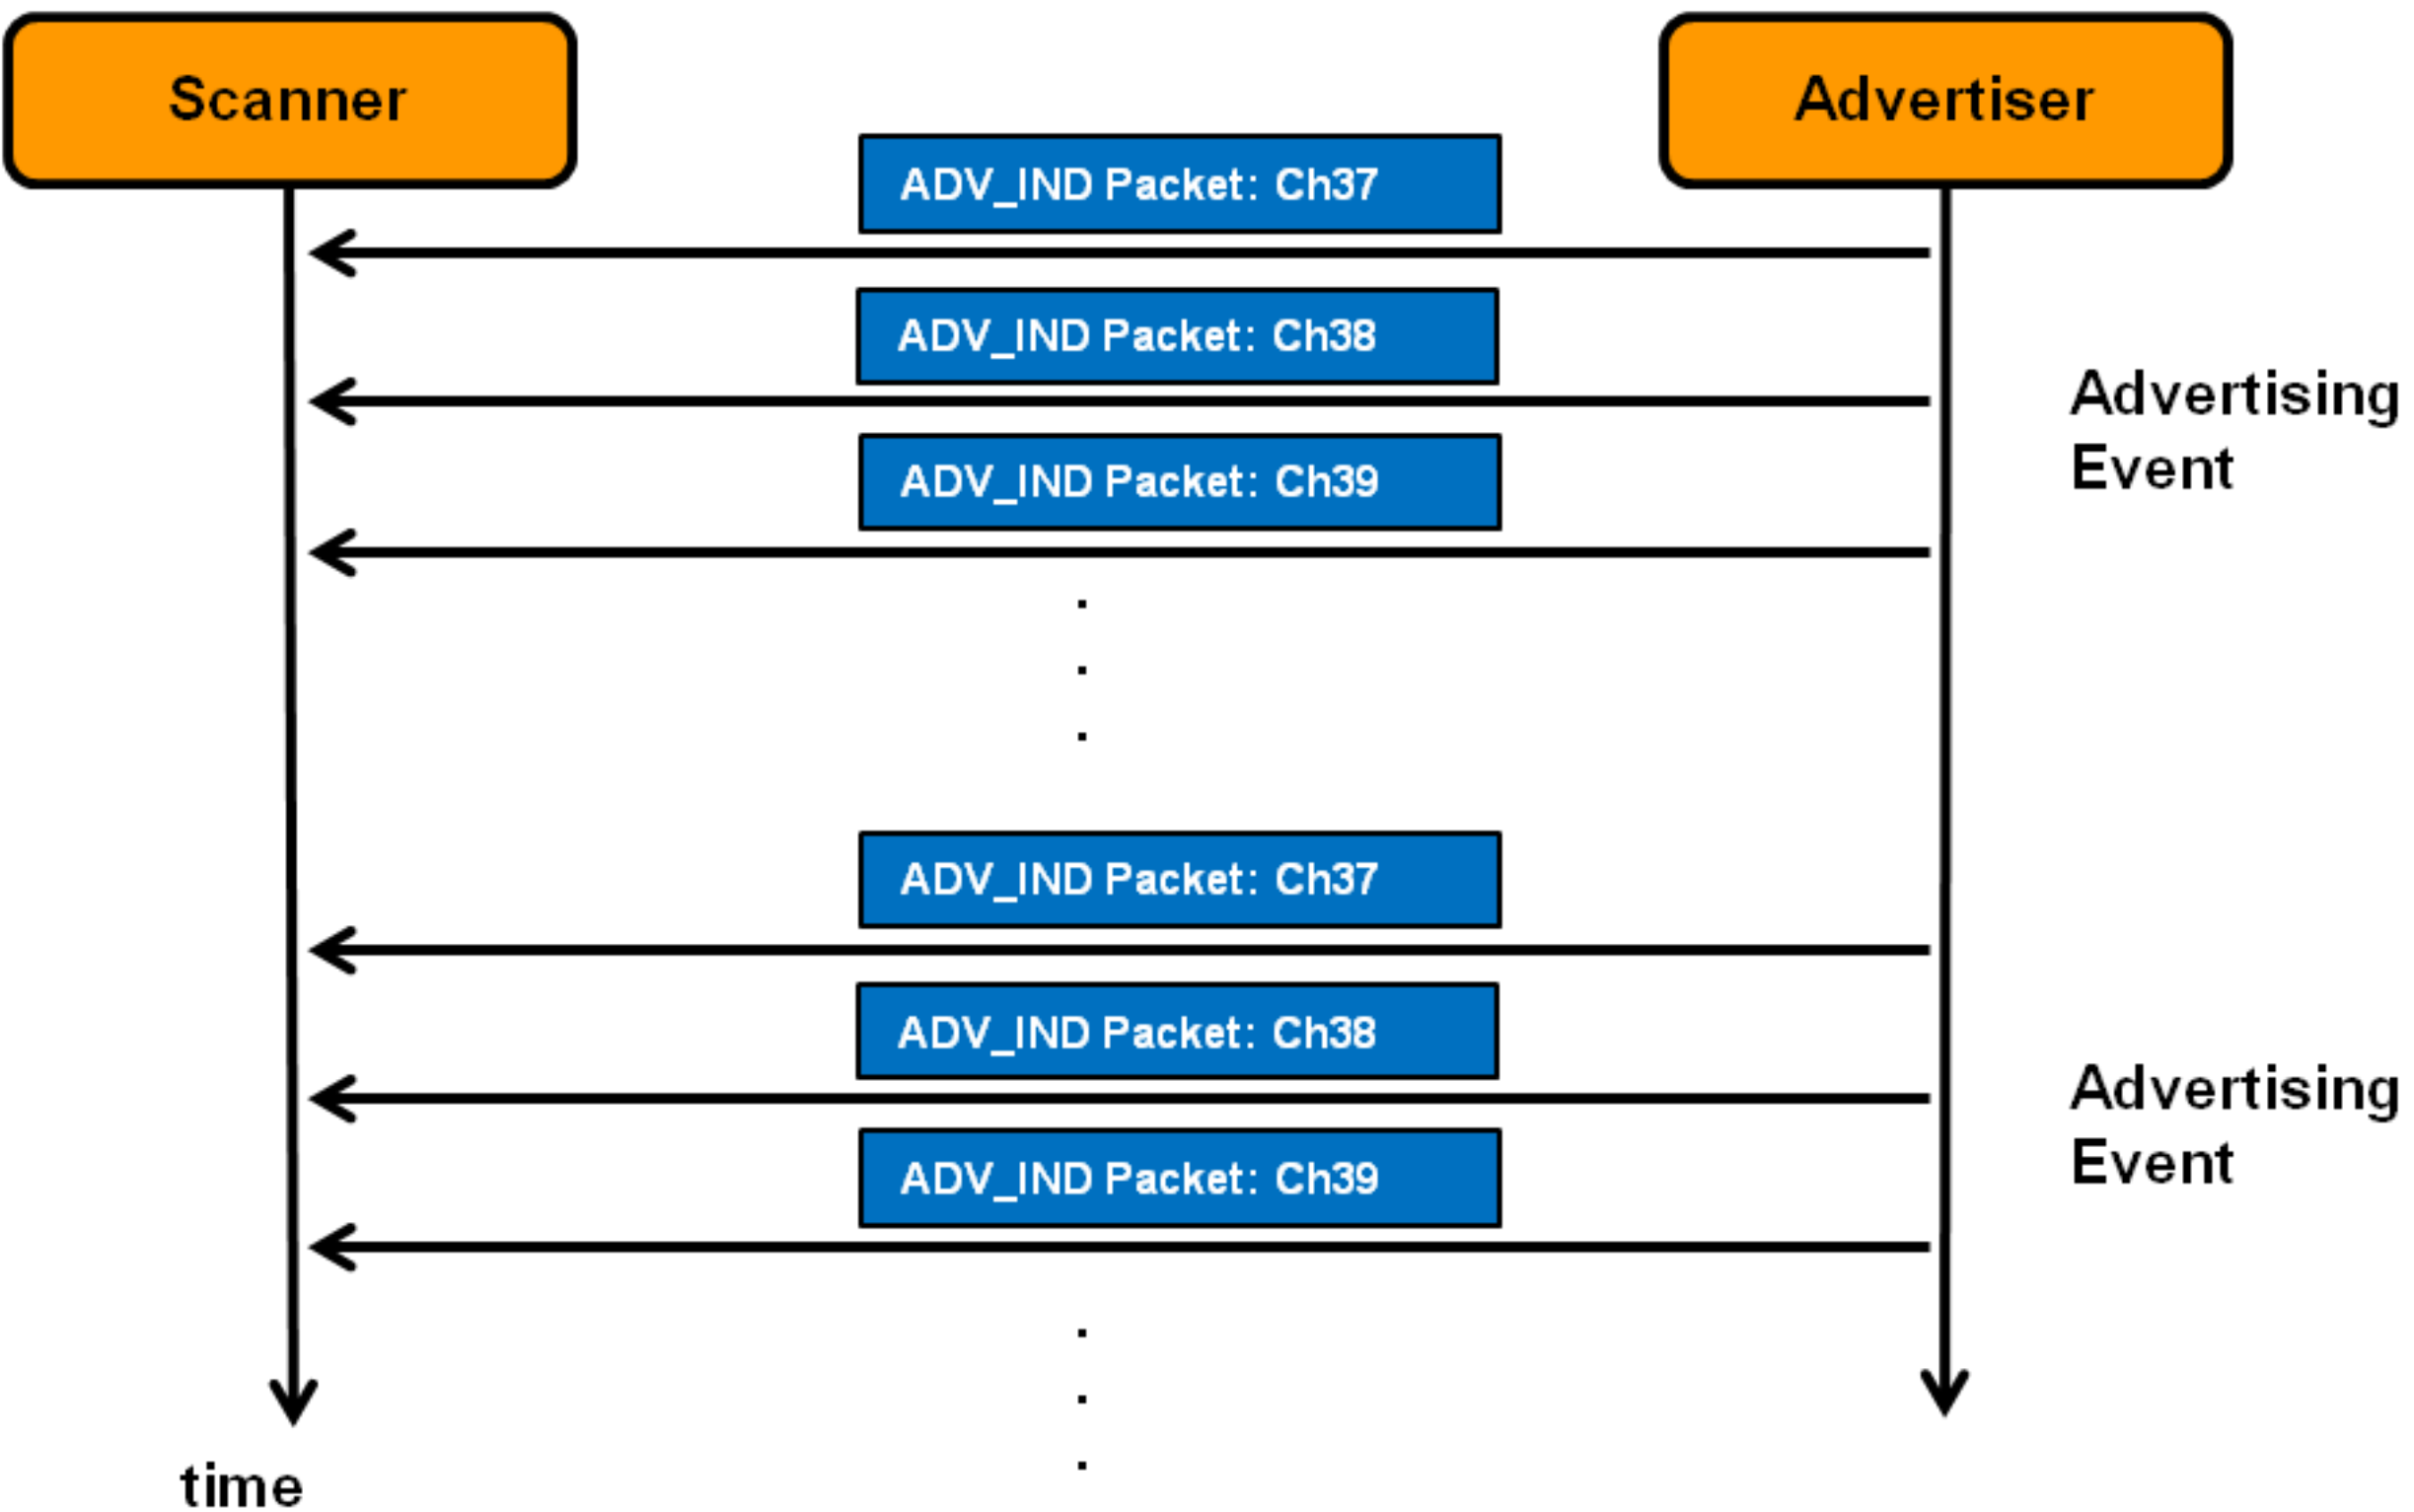 Scanner
Advertiser
ADV_IND Packet: Ch37
ADV_IND Packet: Ch38
Advertising
Event
ADV_IND Packet: Ch39
.
.
.
ADV_IND Packet: Ch37
ADV_IND Packet: Ch38
Advertising
Event
ADV_IND Packet: Ch39
.
.
.
time